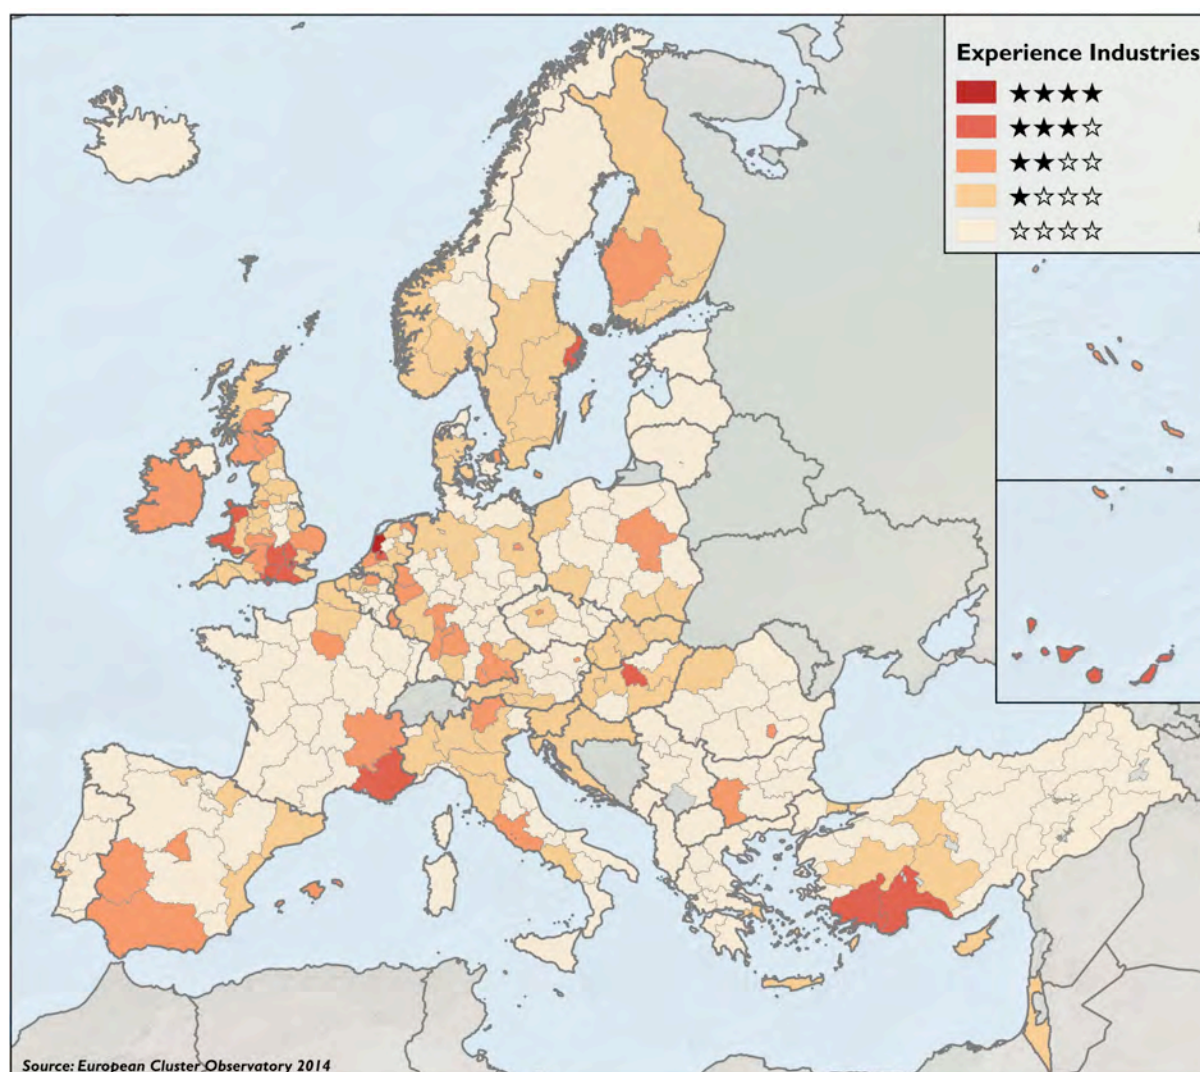 Experience Industries
★★★★
★★★☆
★★☆☆
★☆☆☆
☆☆☆☆
Source: European Cluster Observatory 2014